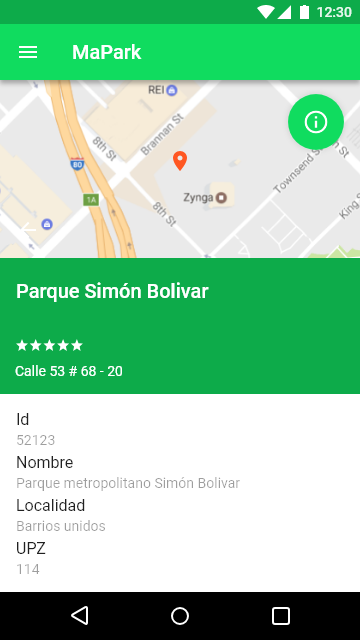 12:30
MaPark
REI
8th St
Brannan St
80
Townsend St
1A
Zynga
8th St
King S
Parque Simón Bolivar
Calle 53 # 68 - 20
Id
52123
Nombre
Parque metropolitano Simón Bolivar
Localidad
Barrios unidos
UPZ
114